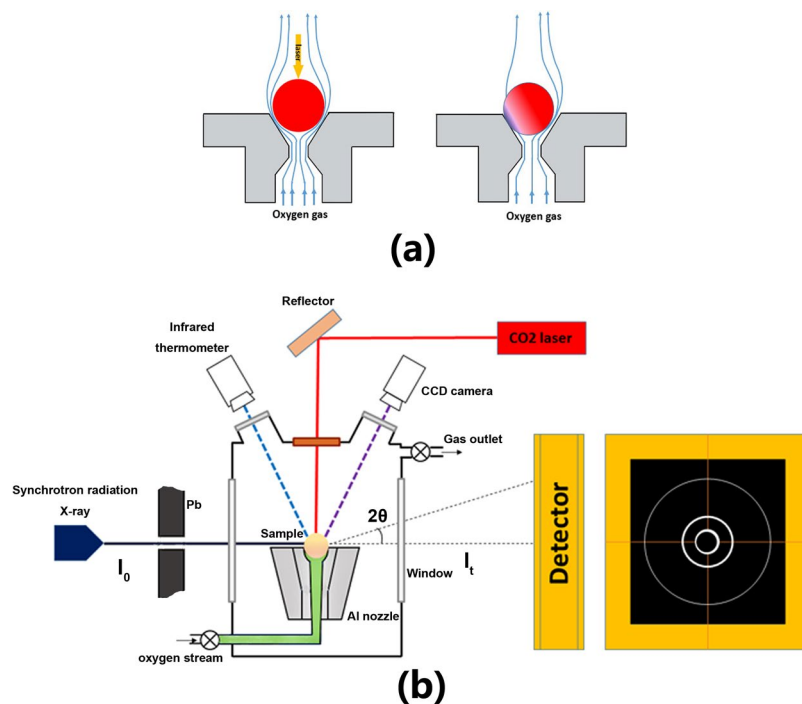 laser
Oxygen gas
Oxygen gas
(a)
Reflector
Infrared
thermometer
CO2 laser
CCD camera
Gas outlet
Synchrotron radiation
X-ray
Pb
Sample
2θ
I₀
Iₜ
Detector
Window
Al nozzle
oxygen stream
(b)